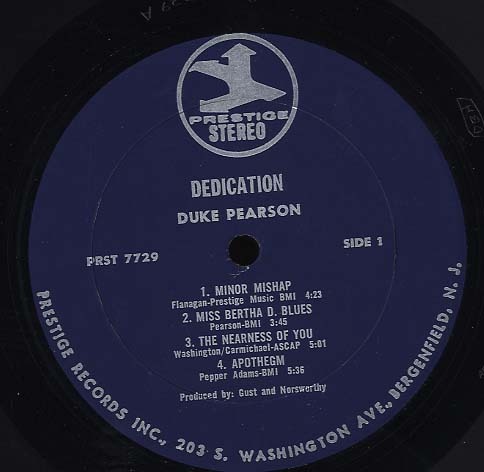 PRESTIGE
STEREO
DEDICATION
DUKE PEARSON
PRST 7729
SIDE 1
1. MINOR MISHAP
Flanagan-Prestige Music BMI 4:23
2. MISS BERTHA D. BLUES
Pearson-BMI 3:45
3. THE NEARNESS OF YOU
Washington/Carmichael-ASCAP 5:01
4. APOTHEGM
Pepper Adams-BMI 5:36
Produced by: Gust and Norsworthy
PRESTIGE RECORDS INC., 203 S. WASHINGTON AVE., BERGENFIELD, N. J.